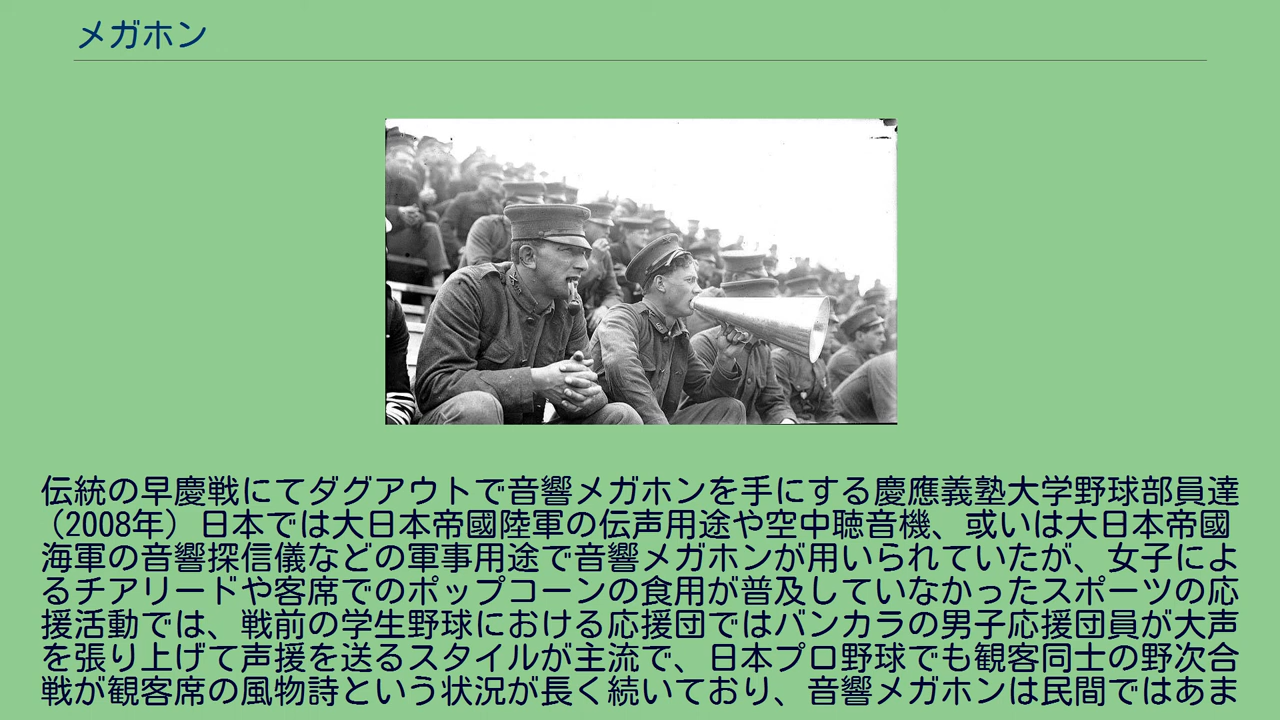 メガホン
伝統の早慶戦にてダグアウトで音響メガホンを手にする慶應義塾大学野球部員達
（2008年）日本では大日本帝國陸軍の伝声用途や空中聴音機、或いは大日本帝國
海軍の音響探信儀などの軍事用途で音響メガホンが用いられていたが、女子によ
るチアリードや客席でのポップコーンの食用が普及していなかったスポーツの応
援活動では、戦前の学生野球における応援団ではバンカラの男子応援団員が大声
を張り上げて声援を送るスタイルが主流で、日本プロ野球でも観客同士の野次合
戦が観客席の風物詩という状況が長く続いており、音響メガホンは民間ではあま